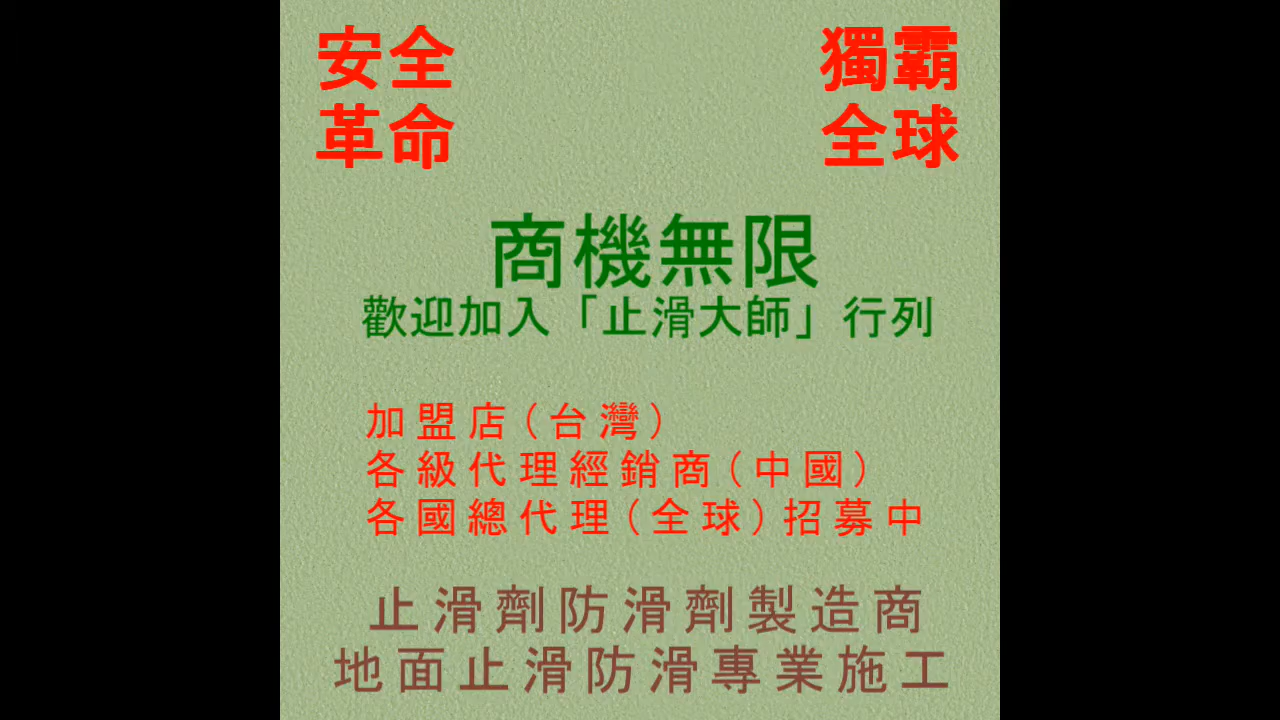 安全
革命
獨霸
全球
商機無限
歡迎加入「止滑大師」行列
加盟店(台灣)
各級代理經銷商(中國)
各國總代理(全球)招募中
止滑劑防滑劑製造商
地面止滑防滑專業施工